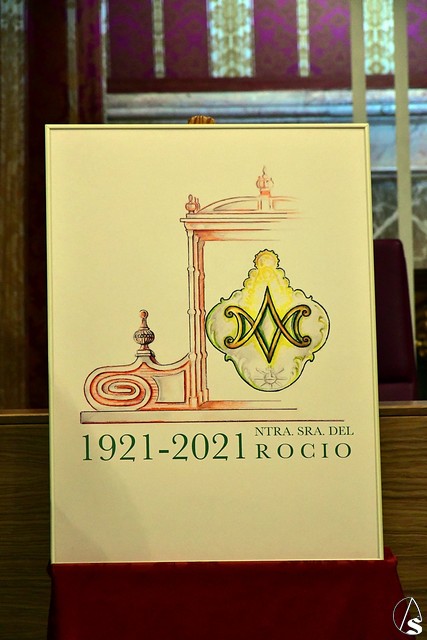 1921-2021
NTRA. SRA. DEL
ROCIO